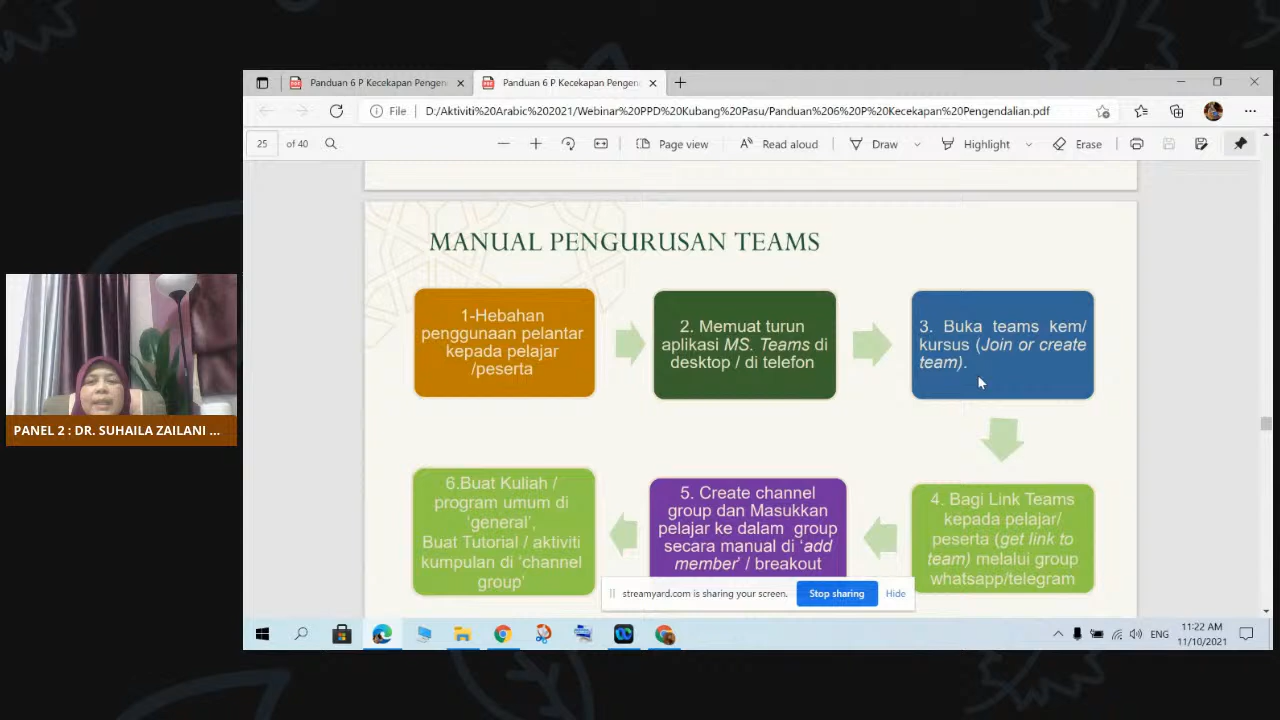 Panduan 6 P Kecekapan Pengen
Panduan 6 P Kecekapan Pengen
File
D:/Aktiviti%20Arabic%202021/Webinar%20PPD%20Kubang%20Pasu/Panduan%206%20P%20Kecekapan%20Pengendalian.pdf
25 of 40
Page view
Read aloud
Draw
Highlight
Erase
MANUAL PENGURUSAN TEAMS
1-Hebahan
penggunaan pelantar
kepada pelajar
/peserta
2. Memuat turun
aplikasi MS. Teams di
desktop / di telefon
3. Buka teams kem/
kursus (Join or create
team).
4. Bagi Link Teams
kepada pelajar/
peserta (get link to
team) melalui group
whatsapp/telegram
5. Create channel
group dan Masukkan
pelajar ke dalam group
secara manual di 'add
member' / breakout
6.Buat Kuliah /
program umum di
'general',
Buat Tutorial / aktiviti
kumpulan di 'channel
group'
PANEL 2 : DR. SUHAILA ZAILANI ...
streamyard.com is sharing your screen.
Stop sharing
Hide
ENG
11:22 AM
11/10/2021